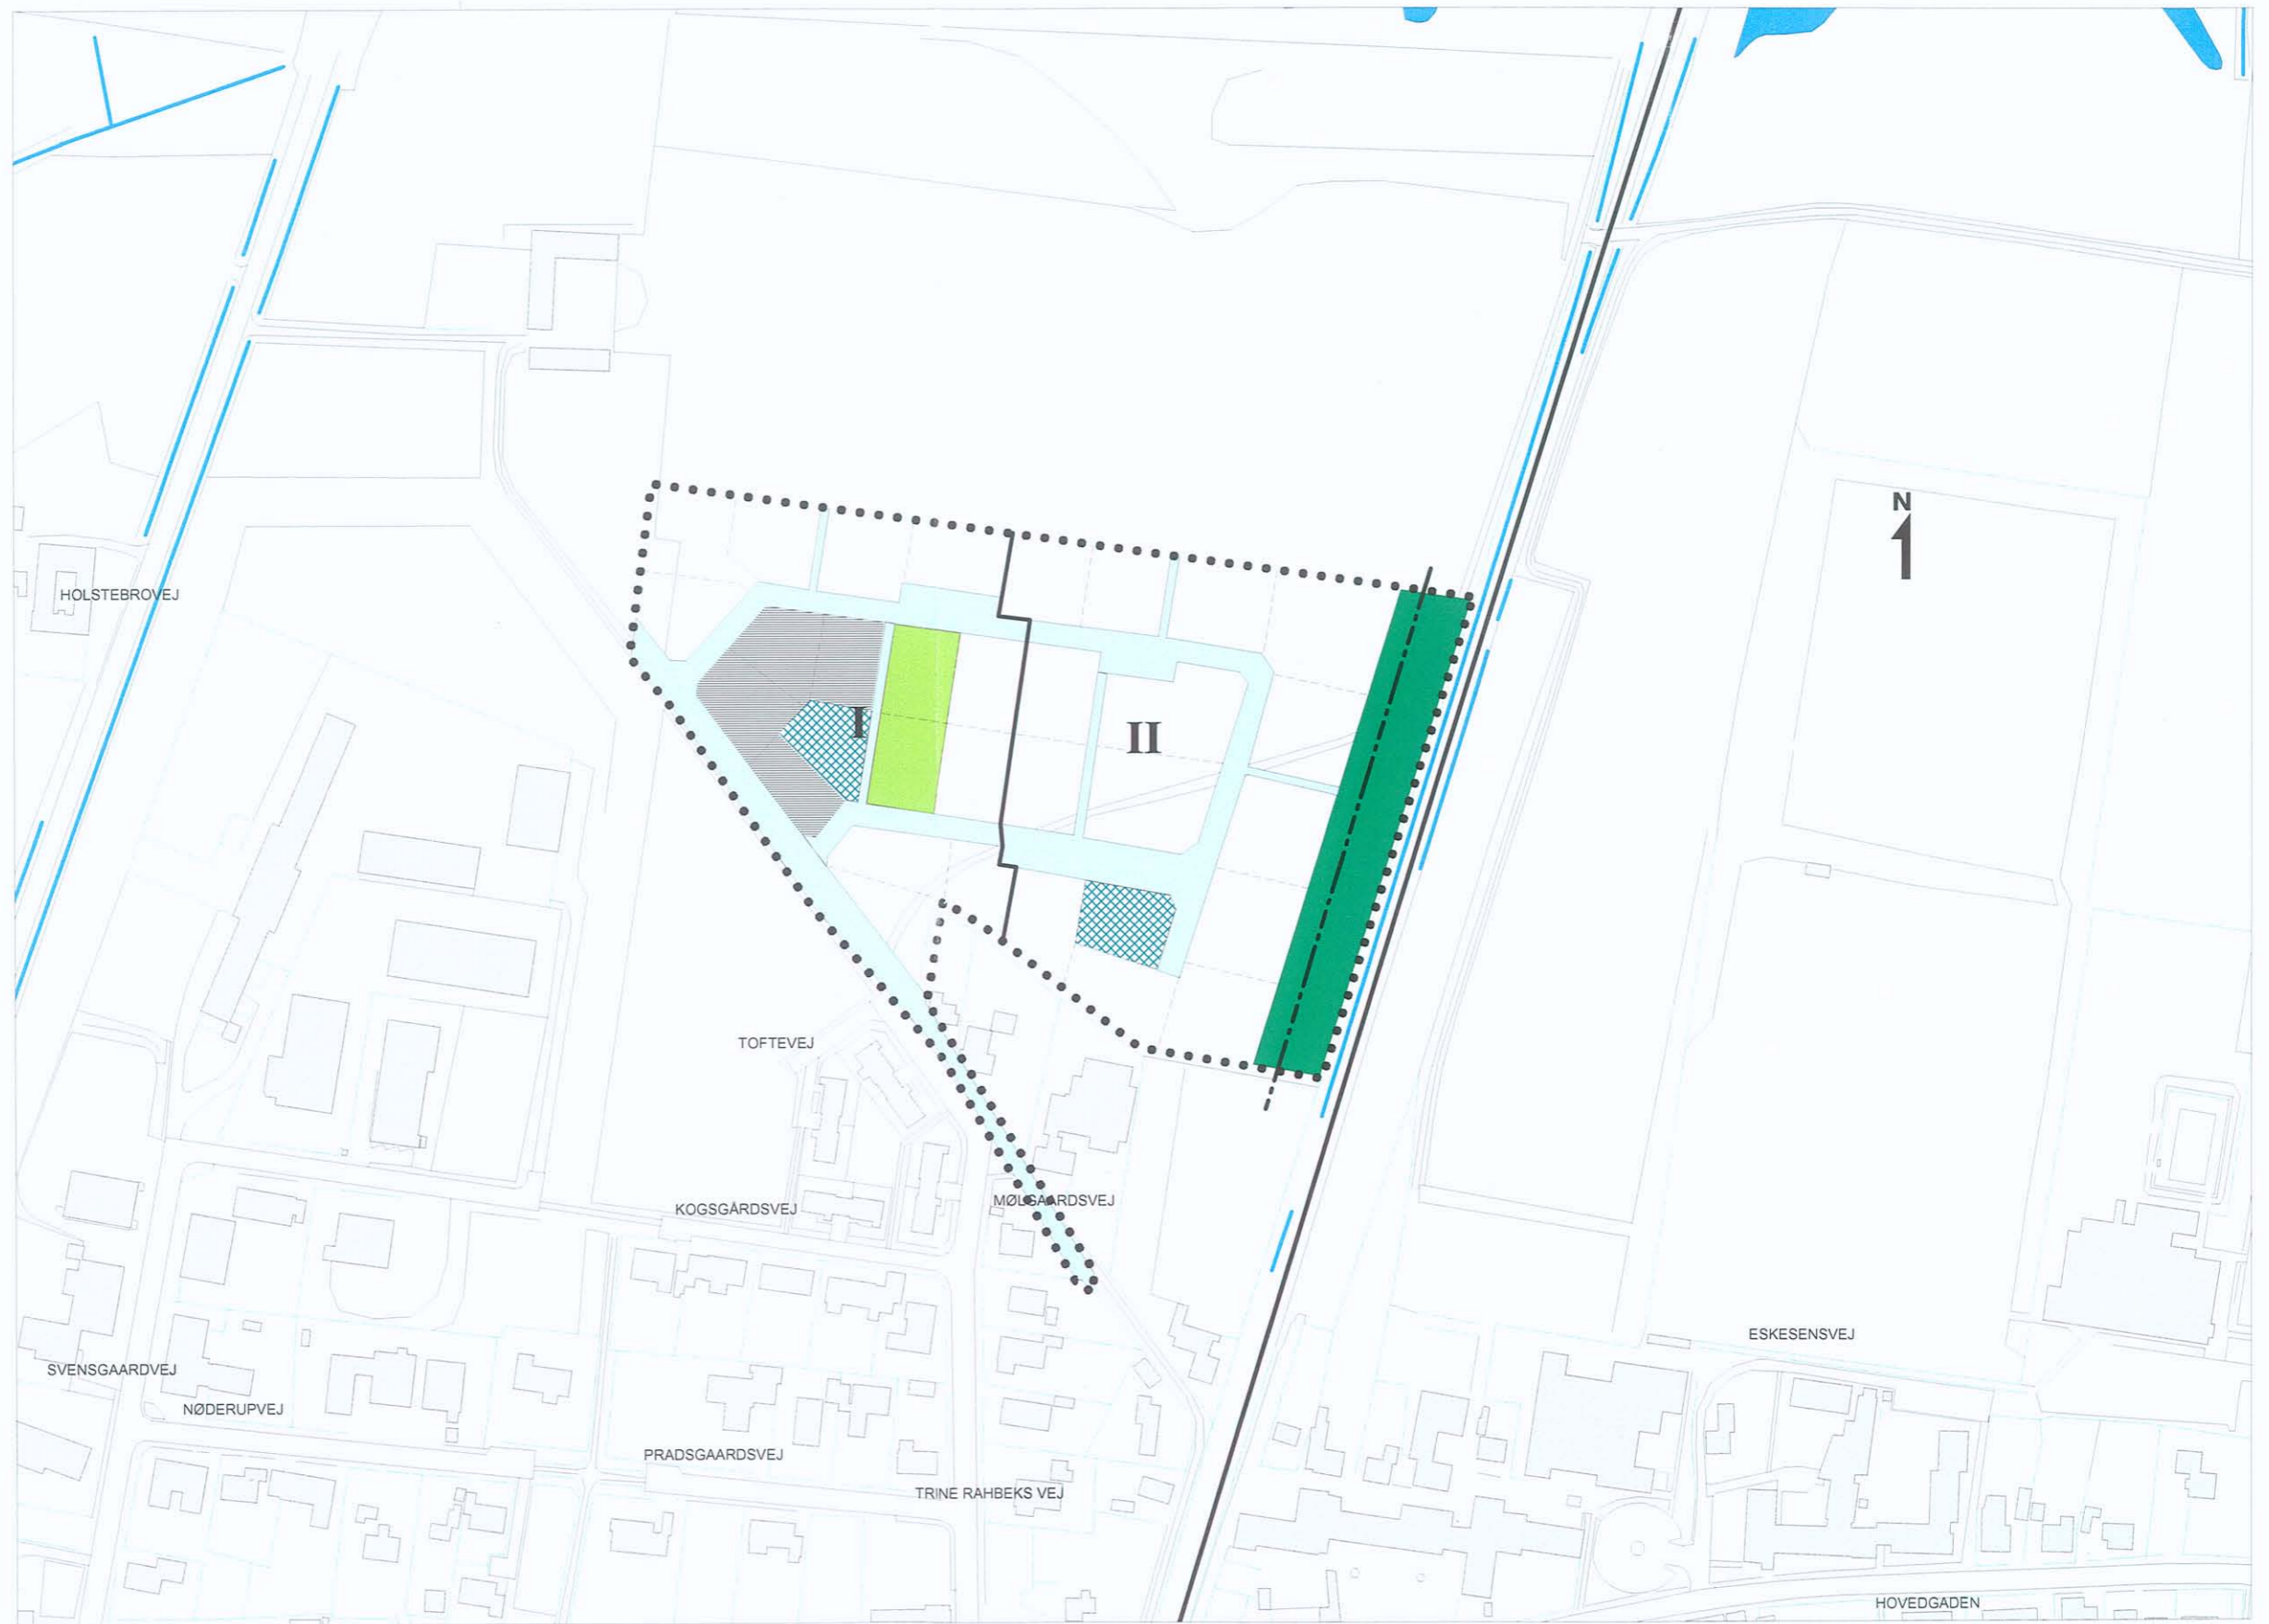 N
HOLSTEBROVEJ
I
II
TOFTEVEJ
MØLGAARDSVEJ
KOGSGÅRDSVEJ
ESKESENSVEJ
SVENSGAARDVEJ
NØDERUPVEJ
PRADSGAARDSVEJ
TRINE RAHBEKS VEJ
HOVEDGADEN